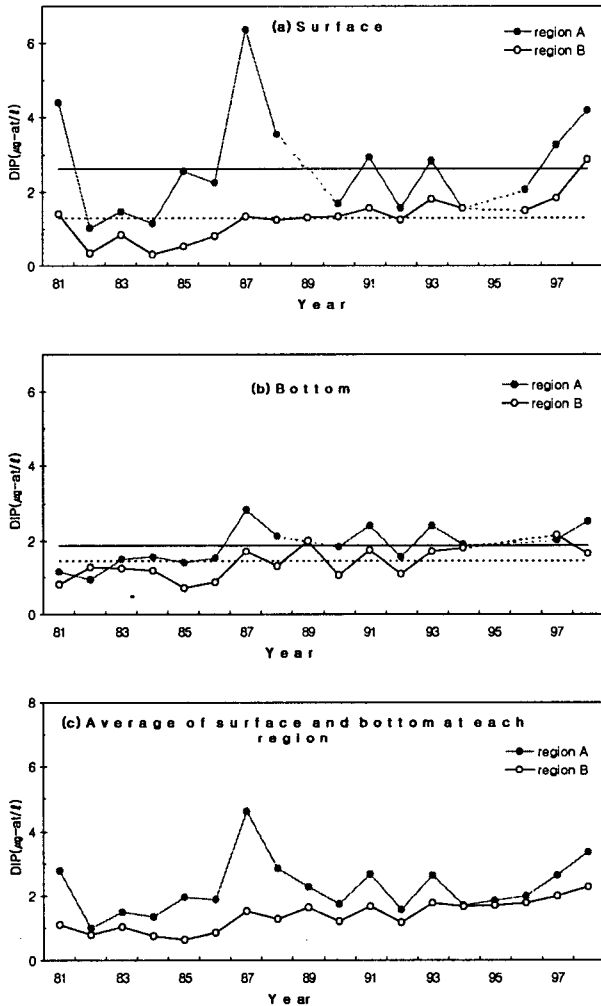 (a) Surface
region A
region B
DIP(㎍-at/ℓ)
6
4
2
0
81 83 85 87 89 91 93 95 97
Year
(b) Bottom
region A
region B
DIP(㎍-at/ℓ)
6
4
2
0
81 83 85 87 89 91 93 95 97
Year
(c) Average of surface and bottom at each
region
region A
region B
DIP(㎍-at/ℓ)
8
6
4
2
0
81 83 85 87 89 91 93 95 97
Year